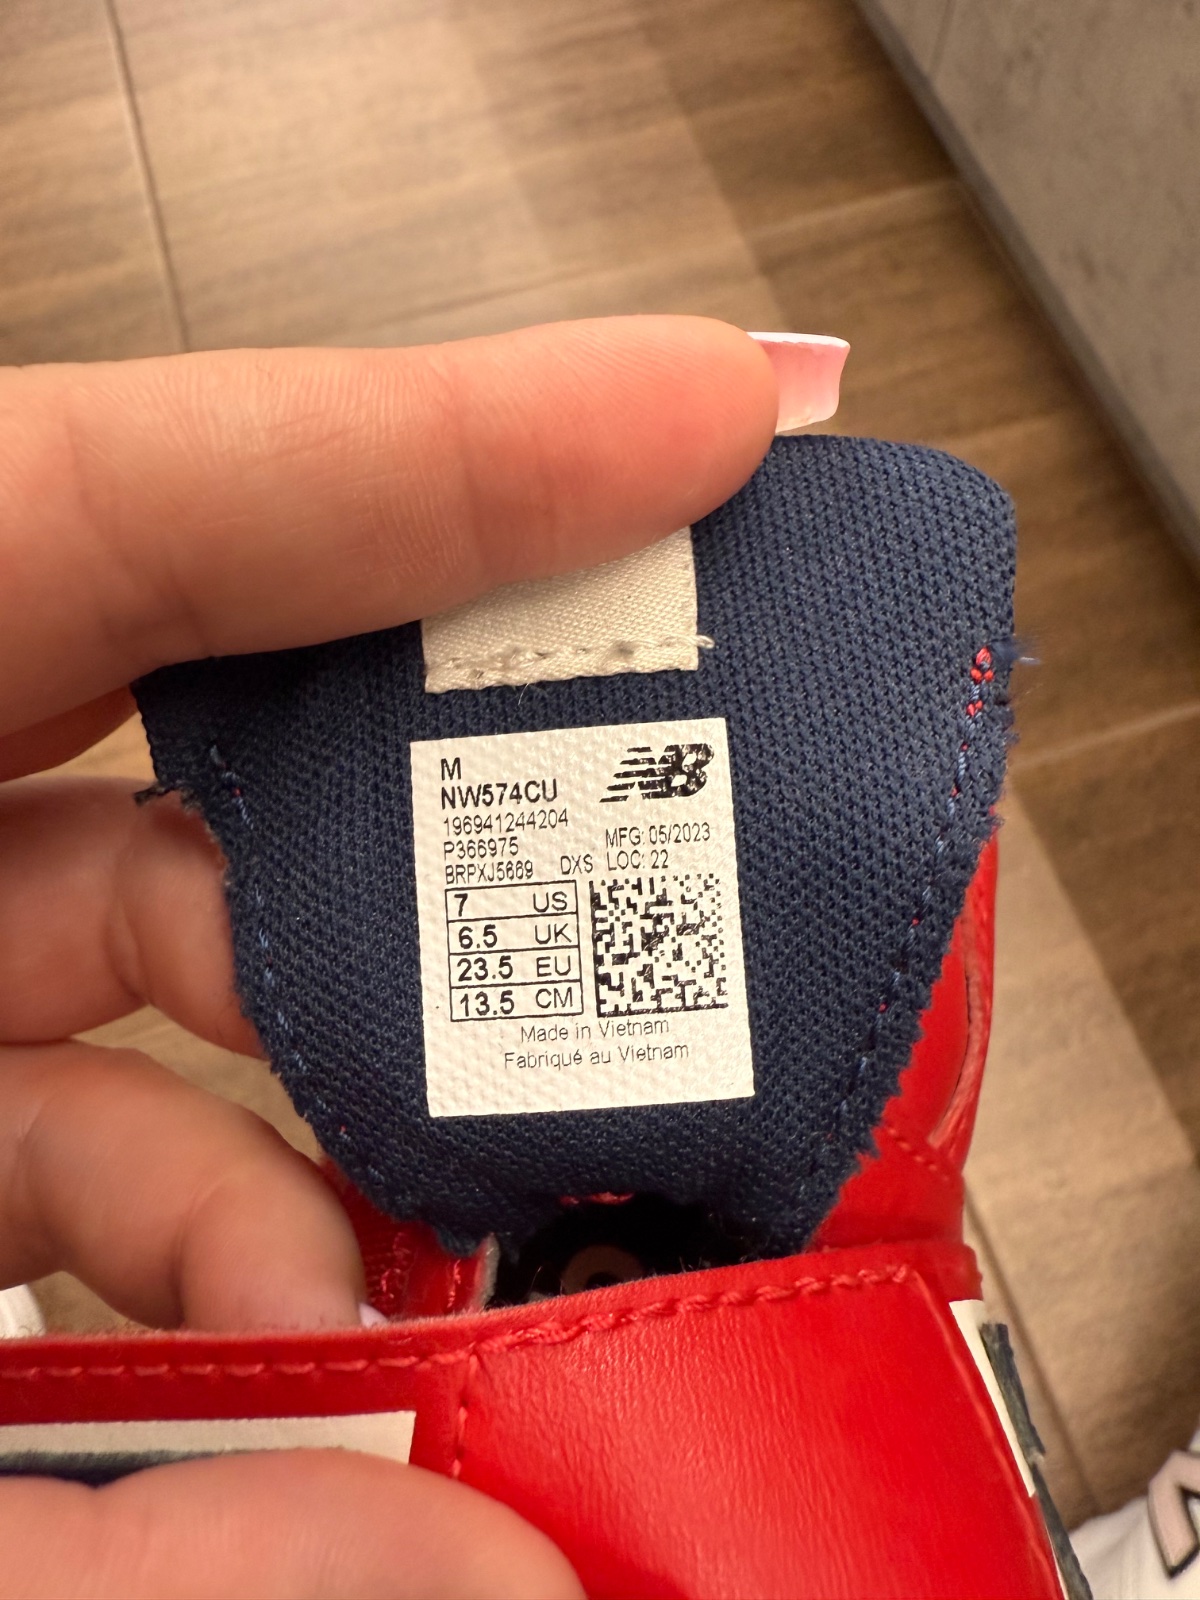 M
NW574CU
196941244204
P366975
BRPXJ5669 DXS
MFG: 05/2023
LOC: 22
7 US
6.5 UK
23.5 EU
13.5 CM
Made in Vietnam
Fabriqué au Vietnam
NB